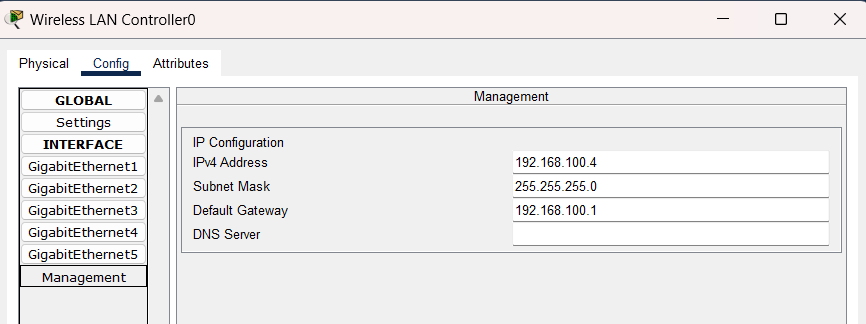 Wireless LAN Controller0
Physical Config Attributes
GLOBAL
Settings
INTERFACE
GigabitEthernet1
GigabitEthernet2
GigabitEthernet3
GigabitEthernet4
GigabitEthernet5
Management
Management
IP Configuration
IPv4 Address 192.168.100.4
Subnet Mask 255.255.255.0
Default Gateway 192.168.100.1
DNS Server